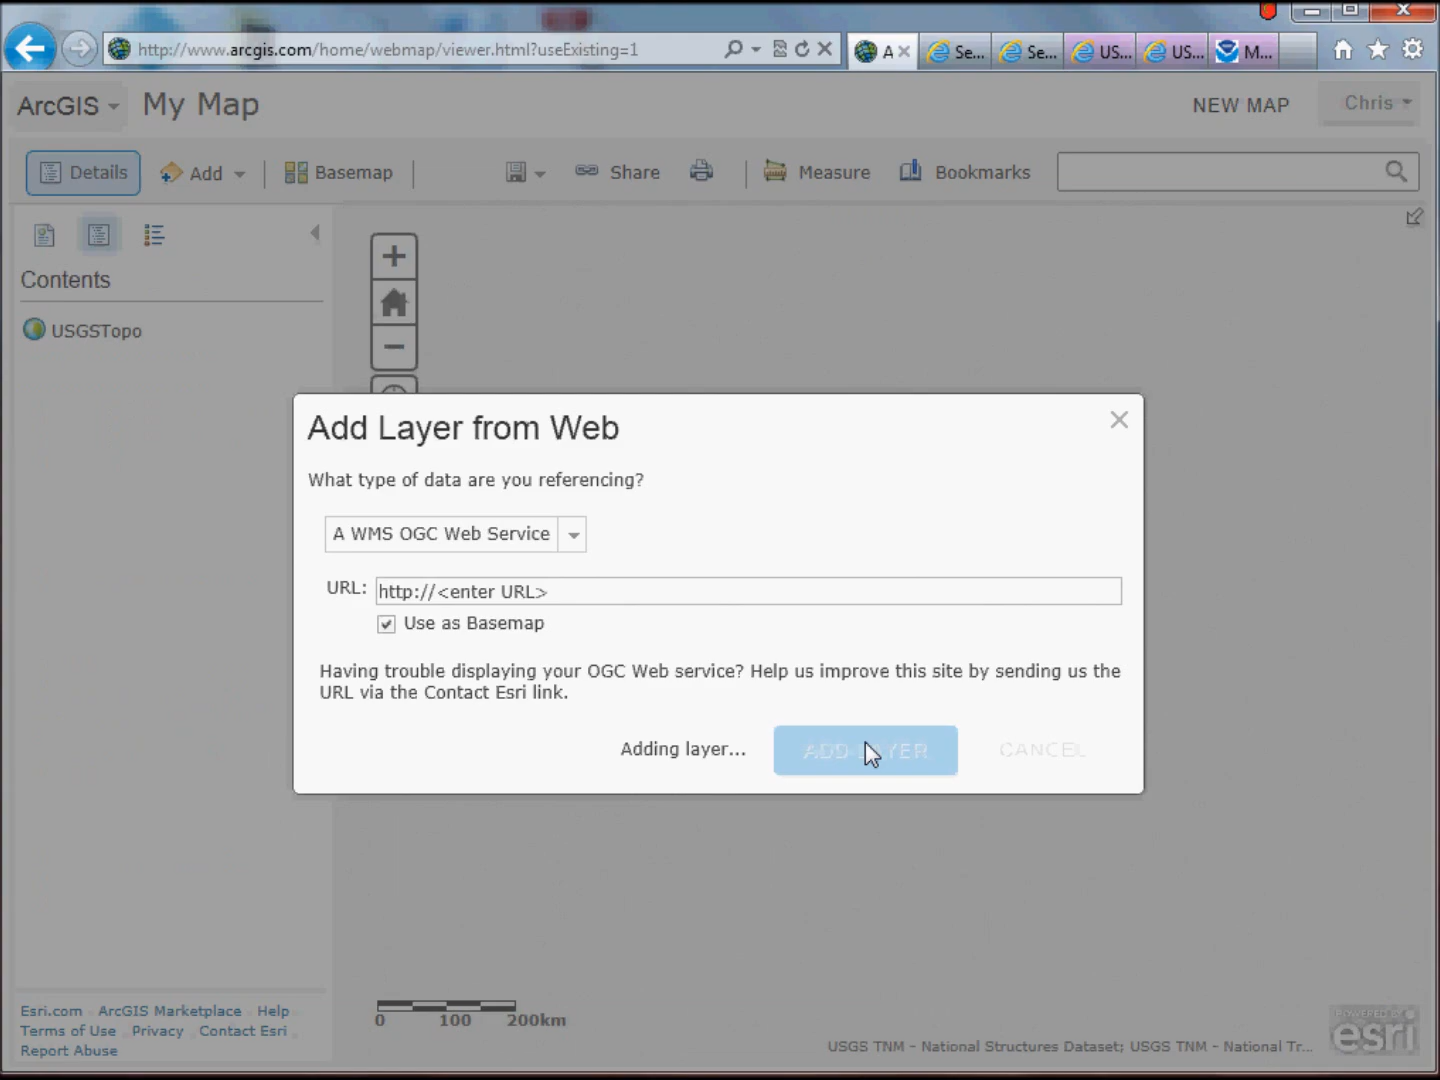 http://www.arcgis.com/home/webmap/viewer.html?useExisting=1
A
Se...
Se...
US...
US...
M...
ArcGIS
My Map
NEW MAP
Chris
Details
Add
Basemap
Share
Measure
Bookmarks
Contents
USGSTopo
Add Layer from Web
What type of data are you referencing?
A WMS OGC Web Service
URL:
http://<enter URL>
Use as Basemap
Having trouble displaying your OGC Web service? Help us improve this site by sending us the
URL via the Contact Esri link.
Adding layer...
ADD LAYER
CANCEL
Esri.com
ArcGIS Marketplace
Help
Terms of Use
Privacy
Contact Esri
Report Abuse
0
100
200km
USGS TNM - National Structures Dataset; USGS TNM - National Tr...
POWERED BY
esri